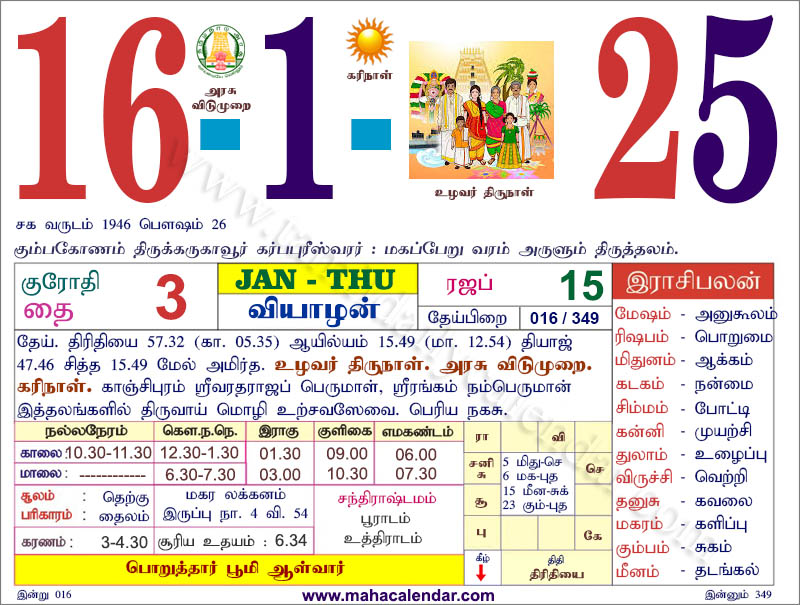 16 - 1 - 25
அரசு
விடுமுறை
கரிநாள்
உழவர் திருநாள்
சக வருடம் 1946 பௌஷம் 26
கும்பகோணம் திருக்கருகாவூர் கர்பபுரீஸ்வரர் : மகப்பேறு வரம் அருளும் திருத்தலம்.
குரோதி
தை 3
JAN - THU
வியாழன்
ரஜப் 15
தேய்பிறை 016 / 349
தேய். திரிதியை 57.32 (கா. 05.35) ஆயில்யம் 15.49 (மா. 12.54) தியாஜ்
47.46 சித்த 15.49 மேல் அமிர்த. உழவர் திருநாள். அரசு விடுமுறை.
கரிநாள். காஞ்சிபுரம் ஸ்ரீவரதராஜப் பெருமாள், ஸ்ரீரங்கம் நம்பெருமான்
இத்தலங்களில் திருவாய் மொழி உற்சவஸேவை. பெரிய நகசு.
நல்லநேரம் கௌ.ந.நெ. இராகு குளிகை எமகண்டம்
காலை: 10.30-11.30 12.30-1.30 01.30 09.00 06.00
மாலை: ------------ 6.30-7.30 03.00 10.30 07.30
சூலம் : தெற்கு
பரிகாரம் : தைலம்
மகர லக்கனம்
இருப்பு நா. 4 வி. 54
சந்திராஷ்டமம்
பூராடம்
உத்திராடம்
கரணம்: 3-4.30 சூரிய உதயம் : 6.34
பொறுத்தார் பூமி ஆள்வார்
ரா வி
சனி
சு
5 மிது-செ
6 மக-புத
15 மீன-சுக்
23 கும்-புத
செ
சூ
பு கே
கீழ்
திதி
திரிதியை
இராசிபலன்
மேஷம் - அனுகூலம்
ரிஷபம் - பொறுமை
மிதுனம் - ஆக்கம்
கடகம் - நன்மை
சிம்மம் - போட்டி
கன்னி - முயற்சி
துலாம் - உழைப்பு
விருச்சி - வெற்றி
தனுசு - கவலை
மகரம் - களிப்பு
கும்பம் - சுகம்
மீனம் - தடங்கல்
இன்று 016
www.mahacalendar.com
இன்னும் 349